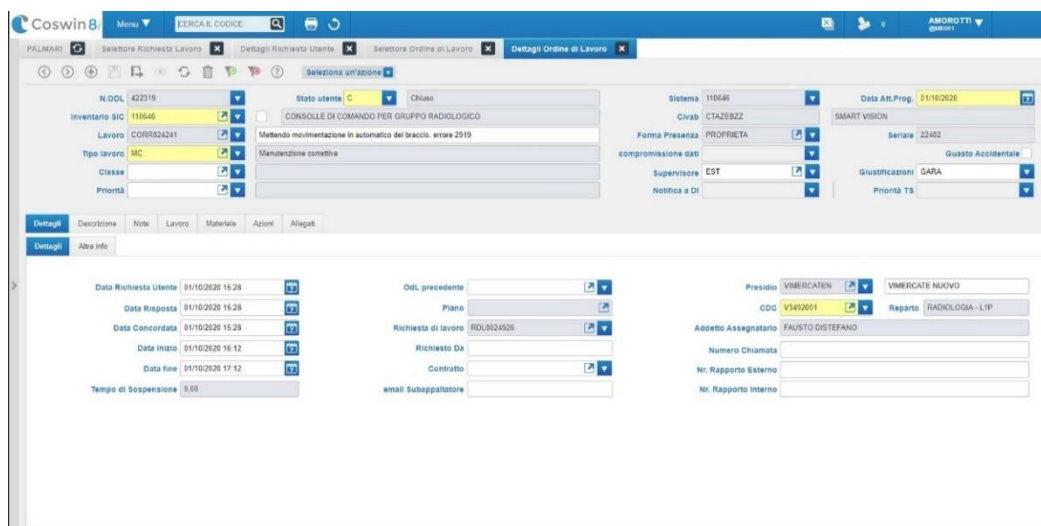 Coswin 8i Menu CERCA IL CODICE 0 AMOROTTI
PALMARI Selettore Richiesta Lavoro Dettagli Richiesta Utente Selettore Ordine di Lavoro Dettagli Ordine di Lavoro
Seleziona un'azione
N.ODL 422319 Stato utente C Chiuso Sistema 110646 Data Att.Prog. 01/10/2020
Inventario SIC 110646 CONSOLLE DI COMANDO PER GRUPPO RADIOLOGICO Civab CTAZEBZZ SMART VISION
Lavoro CORR024241 Mettendo movimentazione in automatico del braccio. errore 2919 Forma Presenza PROPRIETA Seriale 22402
Tipo lavoro MC Manutenzione correttiva compromissione dati Guasto Accidentale
Classe Supervisore EST Giustificazioni GARA
Priorità Notifica a DI Priorità TS
Dettagli Descrizione Note Lavoro Materiale Azioni Allegati
Dettagli Altre Info
Data Richiesta Utente 01/10/2020 15:28 OdL precedente Presidio VIMERCATEN VIMERCATE NUOVO
Data Risposta 01/10/2020 15:28 Piano CDC V3492001 Reparto RADIOLOGIA - L1P
Data Concordata 01/10/2020 15:28 Richiesta di lavoro RDL0024926 Addetto Assegnatario FAUSTO DISTEFANO
Data inizio 01/10/2020 16:12 Richiesto Da Numero Chiamata
Data fine 01/10/2020 17:12 Contratto Nr. Rapporto Esterno
Tempo di Sospensione 0,00 email Subappaltatore Nr. Rapporto Interno